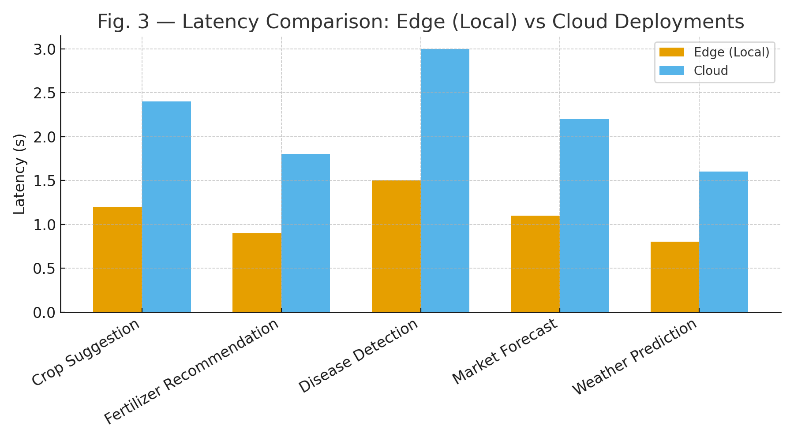 Fig. 3 — Latency Comparison: Edge (Local) vs Cloud Deployments
Edge (Local)
Cloud
Latency (s)
3.0
2.5
2.0
1.5
1.0
0.5
0.0
Crop Suggestion
Fertilizer Recommendation
Disease Detection
Market Forecast
Weather Prediction